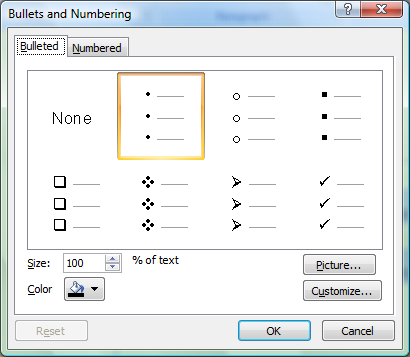 Bullets and Numbering
Bulleted Numbered
None
Size: 100 % of text
Picture...
Color
Customize...
Reset OK Cancel